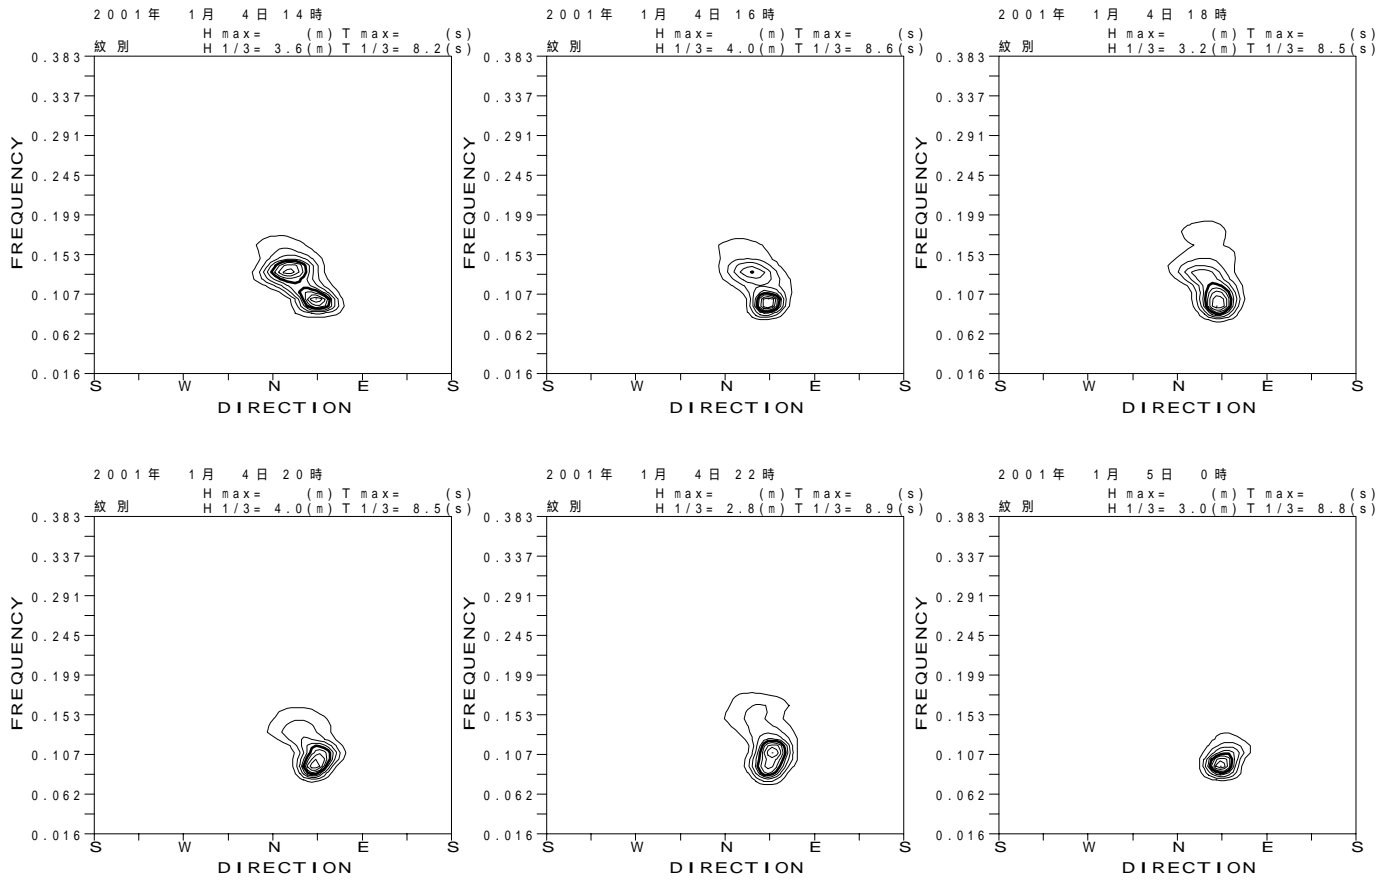 2001年 1月 4日 14時
H max= (m) T max= (s)
紋別 H 1/3= 3.6(m) T 1/3= 8.2(s)
0.383
0.337
0.291
0.245
0.199
0.153
0.107
0.062
0.016
FREQUENCY
S W N E S
DIRECTION
2001年 1月 4日 16時
H max= (m) T max= (s)
紋別 H 1/3= 4.0(m) T 1/3= 8.6(s)
0.383
0.337
0.291
0.245
0.199
0.153
0.107
0.062
0.016
FREQUENCY
S W N E S
DIRECTION
2001年 1月 4日 18時
H max= (m) T max= (s)
紋別 H 1/3= 3.2(m) T 1/3= 8.5(s)
0.383
0.337
0.291
0.245
0.199
0.153
0.107
0.062
0.016
FREQUENCY
S W N E S
DIRECTION
2001年 1月 4日 20時
H max= (m) T max= (s)
紋別 H 1/3= 4.0(m) T 1/3= 8.5(s)
0.383
0.337
0.291
0.245
0.199
0.153
0.107
0.062
0.016
FREQUENCY
S W N E S
DIRECTION
2001年 1月 4日 22時
H max= (m) T max= (s)
紋別 H 1/3= 2.8(m) T 1/3= 8.9(s)
0.383
0.337
0.291
0.245
0.199
0.153
0.107
0.062
0.016
FREQUENCY
S W N E S
DIRECTION
2001年 1月 5日 0時
H max= (m) T max= (s)
紋別 H 1/3= 3.0(m) T 1/3= 8.8(s)
0.383
0.337
0.291
0.245
0.199
0.153
0.107
0.062
0.016
FREQUENCY
S W N E S
DIRECTION